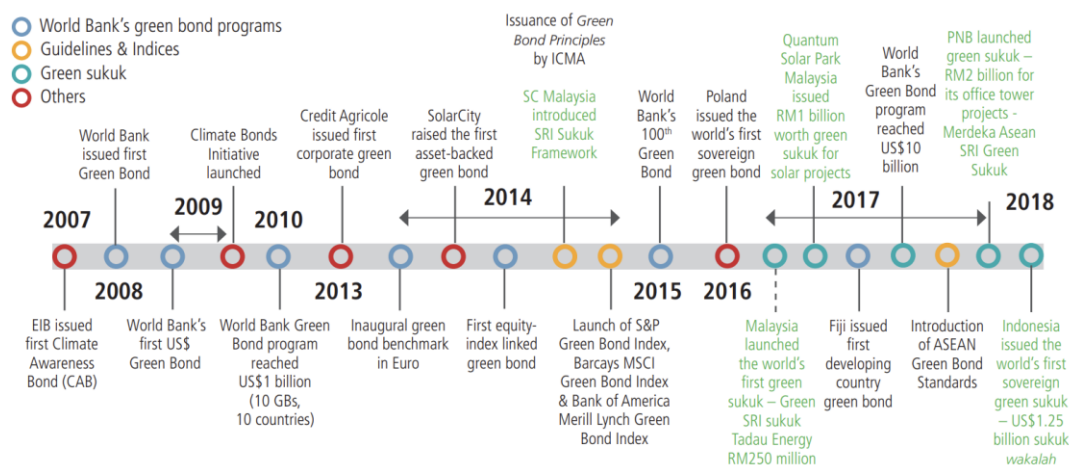 World Bank's green bond programs
Guidelines & Indices
Green sukuk
Others
World Bank
issued first
Green Bond
Climate Bonds
Initiative
launched
Credit Agricole
issued first
corporate green
bond
SolarCity
raised the first
asset-backed
green bond
Issuance of Green
Bond Principles
by ICMA
SC Malaysia
introduced
SRI Sukuk
Framework
World
Bank's
100th
Green
Bond
Poland
issued the
world's first
sovereign
green bond
Quantum
Solar Park
Malaysia
issued
RM1 billion
worth green
sukuk for
solar projects
World
Bank's
Green Bond
program
reached
US$10
billion
PNB launched
green sukuk –
RM2 billion for
its office tower
projects -
Merdeka Asean
SRI Green
Sukuk
2007
2009
2010
2014
2017
2018
2008
2013
2015
2016
EIB issued
first Climate
Awareness
Bond (CAB)
World Bank's
first US$
Green Bond
World Bank Green
Bond program
reached
US$1 billion
(10 GBs,
10 countries)
Inaugural green
bond benchmark
in Euro
First equity-
index linked
green bond
Launch of S&P
Green Bond Index,
Barcays MSCI
Green Bond Index
& Bank of America
Merill Lynch Green
Bond Index
Malaysia
launched
the world's
first green
sukuk – Green
SRI sukuk
Tadau Energy
RM250 million
Fiji issued
first
developing
country
green bond
Introduction
of ASEAN
Green Bond
Standards
Indonesia
issued the
world's first
sovereign
green sukuk
– US$1.25
billion sukuk
wakalah